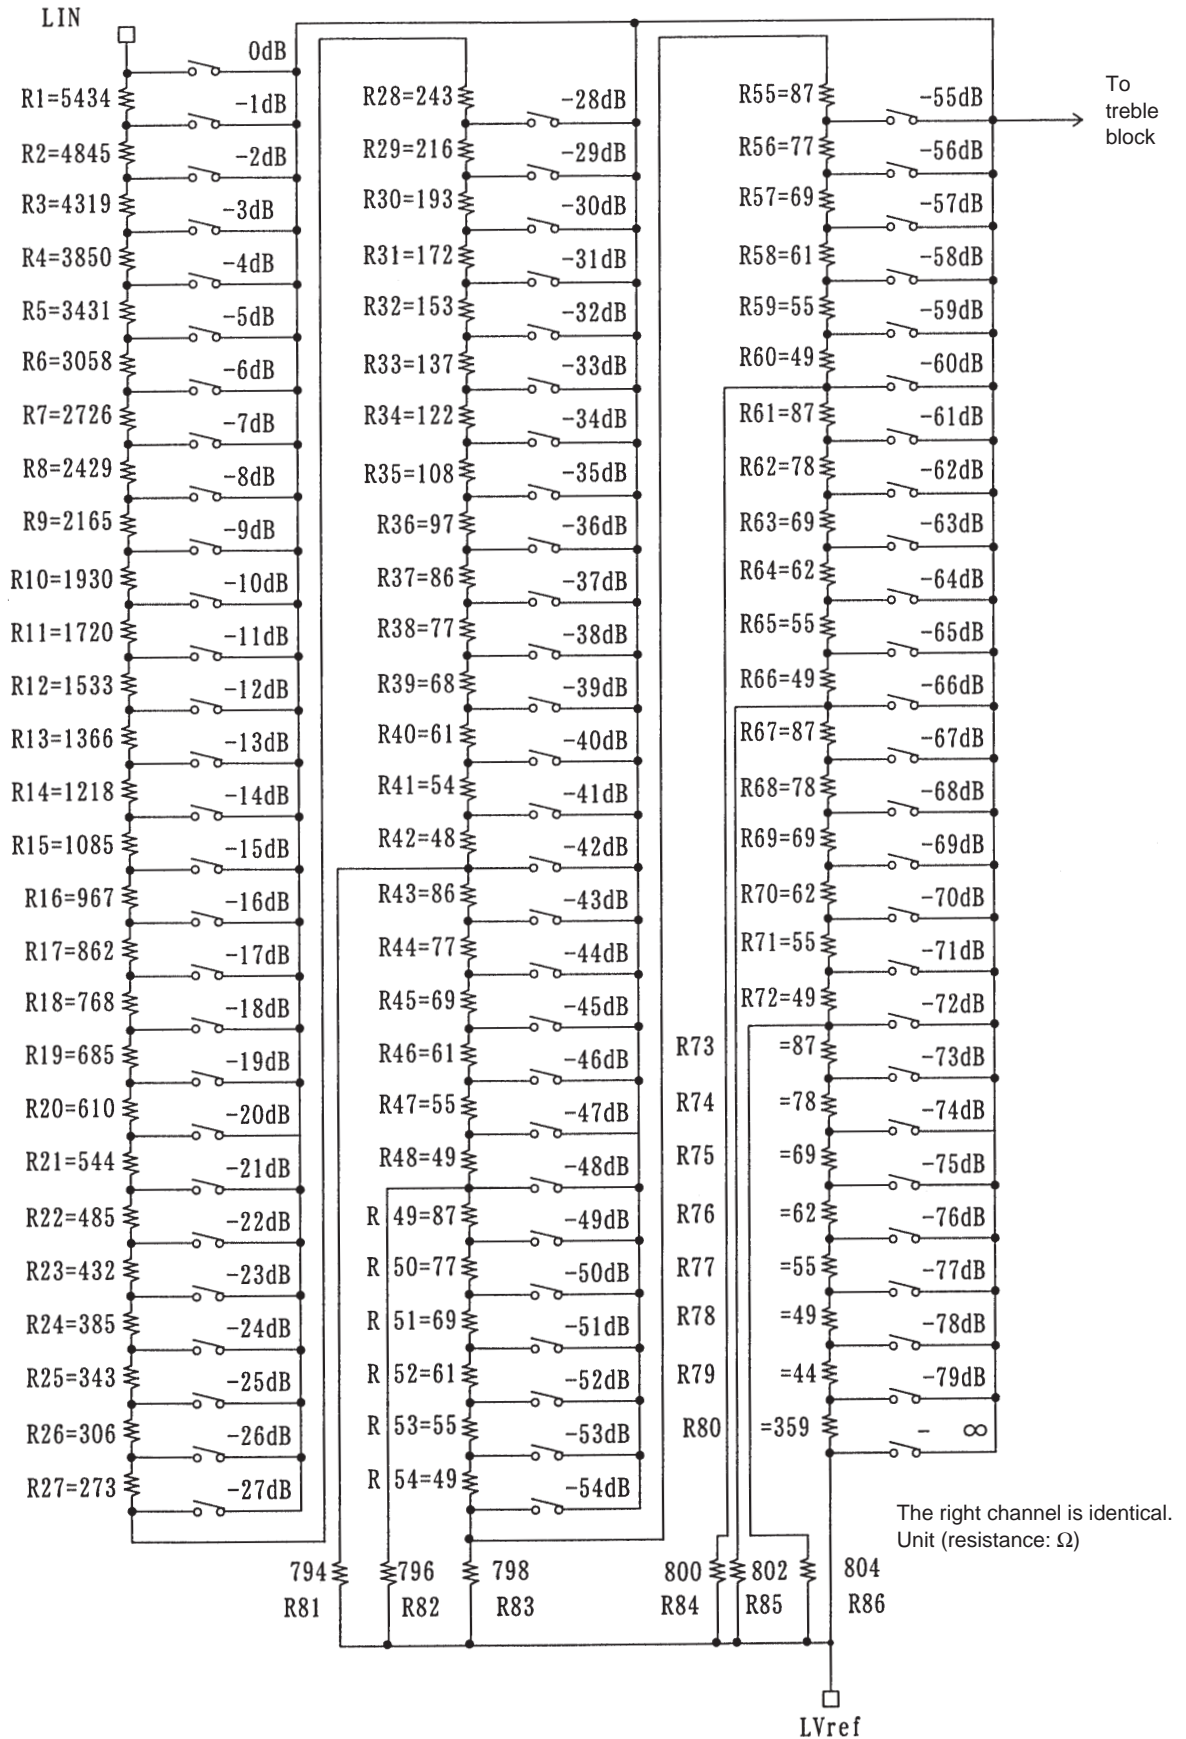 LIN
0dB
R1=5434
-1dB
R2=4845
-2dB
R3=4319
-3dB
R4=3850
-4dB
R5=3431
-5dB
R6=3058
-6dB
R7=2726
-7dB
R8=2429
-8dB
R9=2165
-9dB
R10=1930
-10dB
R11=1720
-11dB
R12=1533
-12dB
R13=1366
-13dB
R14=1218
-14dB
R15=1085
-15dB
R16=967
-16dB
R17=862
-17dB
R18=768
-18dB
R19=685
-19dB
R20=610
-20dB
R21=544
-21dB
R22=485
-22dB
R23=432
-23dB
R24=385
-24dB
R25=343
-25dB
R26=306
-26dB
R27=273
-27dB
R28=243
-28dB
R29=216
-29dB
R30=193
-30dB
R31=172
-31dB
R32=153
-32dB
R33=137
-33dB
R34=122
-34dB
R35=108
-35dB
R36=97
-36dB
R37=86
-37dB
R38=77
-38dB
R39=68
-39dB
R40=61
-40dB
R41=54
-41dB
R42=48
-42dB
R43=86
-43dB
R44=77
-44dB
R45=69
-45dB
R46=61
-46dB
R47=55
-47dB
R48=49
-48dB
R 49=87
-49dB
R 50=77
-50dB
R 51=69
-51dB
R 52=61
-52dB
R 53=55
-53dB
R 54=49
-54dB
R55=87
-55dB
R56=77
-56dB
R57=69
-57dB
R58=61
-58dB
R59=55
-59dB
R60=49
-60dB
R61=87
-61dB
R62=78
-62dB
R63=69
-63dB
R64=62
-64dB
R65=55
-65dB
R66=49
-66dB
R67=87
-67dB
R68=78
-68dB
R69=69
-69dB
R70=62
-70dB
R71=55
-71dB
R72=49
-72dB
R73 =87
-73dB
R74 =78
-74dB
R75 =69
-75dB
R76 =62
-76dB
R77 =55
-77dB
R78 =49
-78dB
R79 =44
-79dB
R80 =359
- ∞
To
treble
block
The right channel is identical.
Unit (resistance: Ω)
794 796 798 800 802 804
R81 R82 R83 R84 R85 R86
LVref